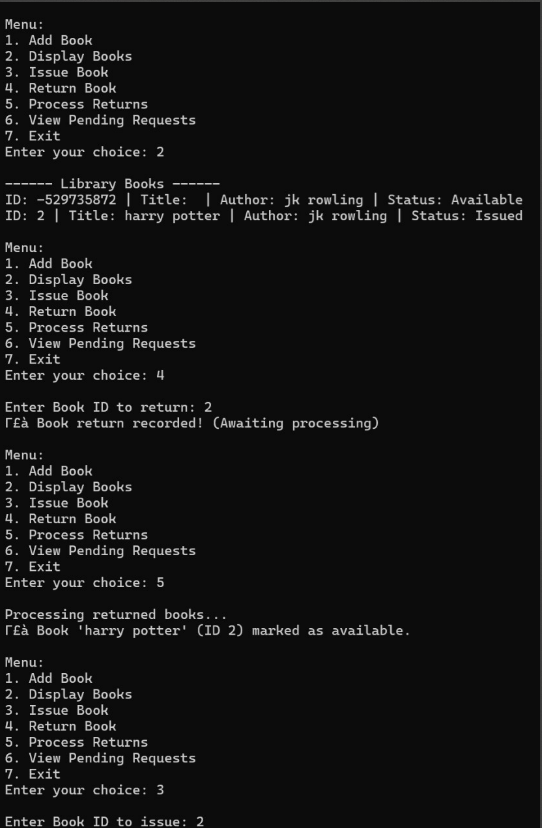 Menu:
1. Add Book
2. Display Books
3. Issue Book
4. Return Book
5. Process Returns
6. View Pending Requests
7. Exit
Enter your choice: 2
------ Library Books ------
ID: -529735872 | Title:  | Author: jk rowling | Status: Available
ID: 2 | Title: harry potter | Author: jk rowling | Status: Issued
Menu:
1. Add Book
2. Display Books
3. Issue Book
4. Return Book
5. Process Returns
6. View Pending Requests
7. Exit
Enter your choice: 4
Enter Book ID to return: 2
Γ£à Book return recorded! (Awaiting processing)
Menu:
1. Add Book
2. Display Books
3. Issue Book
4. Return Book
5. Process Returns
6. View Pending Requests
7. Exit
Enter your choice: 5
Processing returned books...
Γ£à Book 'harry potter' (ID 2) marked as available.
Menu:
1. Add Book
2. Display Books
3. Issue Book
4. Return Book
5. Process Returns
6. View Pending Requests
7. Exit
Enter your choice: 3
Enter Book ID to issue: 2